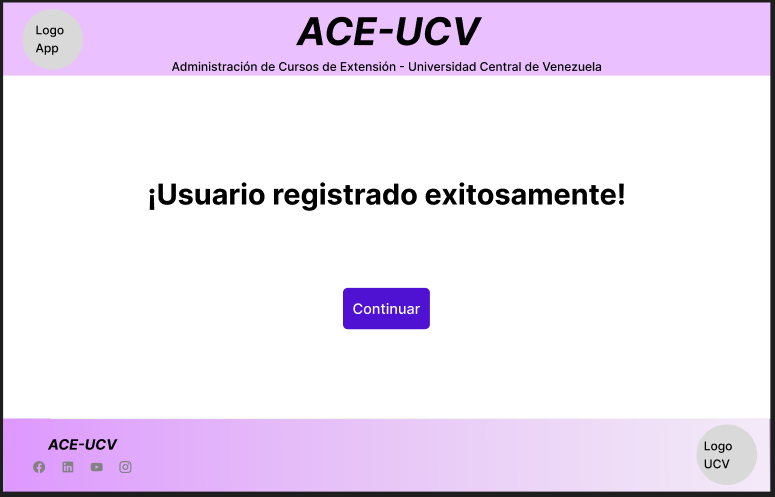 Logo
App
ACE-UCV
Administración de Cursos de Extensión - Universidad Central de Venezuela
¡Usuario registrado exitosamente!
Continuar
ACE-UCV
Logo
UCV